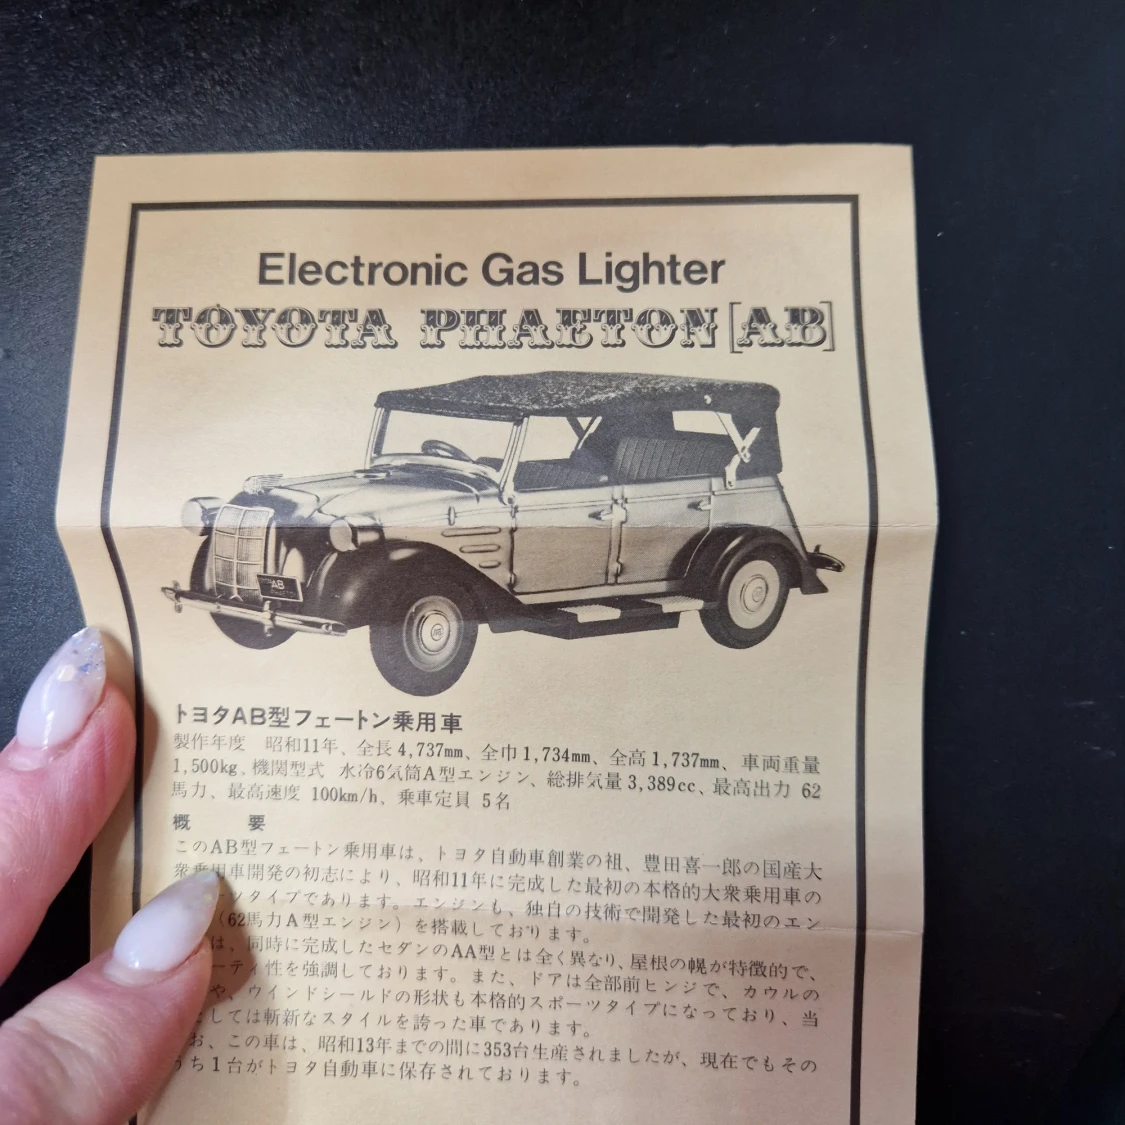 Electronic Gas Lighter
TOYOTA PHAETON [AB]
AB
トヨタAB型フェートン乗用車
製作年度 昭和11年、全長4,737mm、全巾1,734mm、全高1,737mm、車両重量
1,500kg、機関型式 水冷6気筒A型エンジン、総排気量3,389cc、最高出力 62
馬力、最高速度 100km/h、乗車定員 5名
概 要
このAB型フェートン乗用車は、トヨタ自動車創業の祖、豊田喜一郎の国産大
衆乗用車開発の初志により、昭和11年に完成した最初の本格的大衆乗用車の
ツタイプであります。エンジンも、独自の技術で開発した最初のエン
(62馬力A型エンジン)を搭載しております。
は、同時に完成したセダンのAA型とは全く異なり、屋根の幌が特徴的で、
ーティ性を強調しております。また、ドアは全部前ヒンジで、カウルの
や、ウインドシールドの形状も本格的スポーツタイプになっており、当
としては斬新なスタイルを誇った車であります。
お、この車は、昭和13年までの間に353台生産されましたが、現在でもその
うち1台がトヨタ自動車に保存されております。